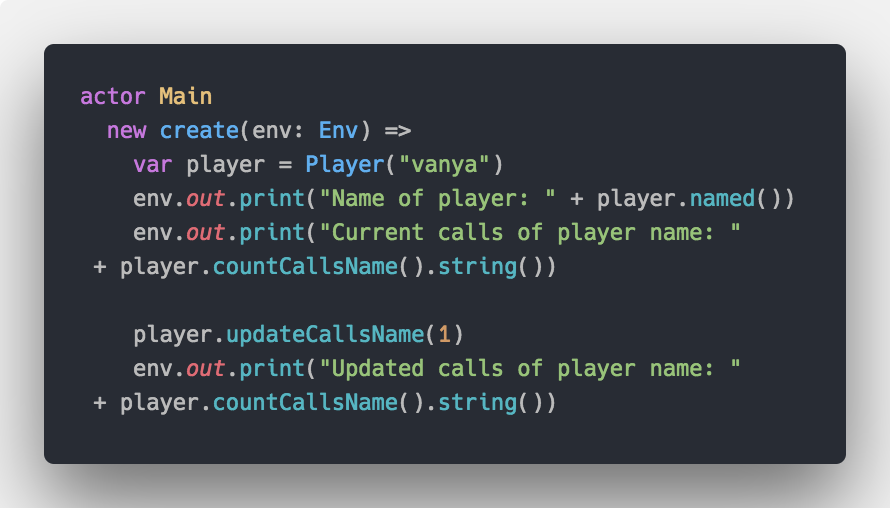 actor Main
  new create(env: Env) =>
    var player = Player("vanya")
    env.out.print("Name of player: " + player.named())
    env.out.print("Current calls of player name: "
 + player.countCallsName().string())

    player.updateCallsName(1)
    env.out.print("Updated calls of player name: "
 + player.countCallsName().string())